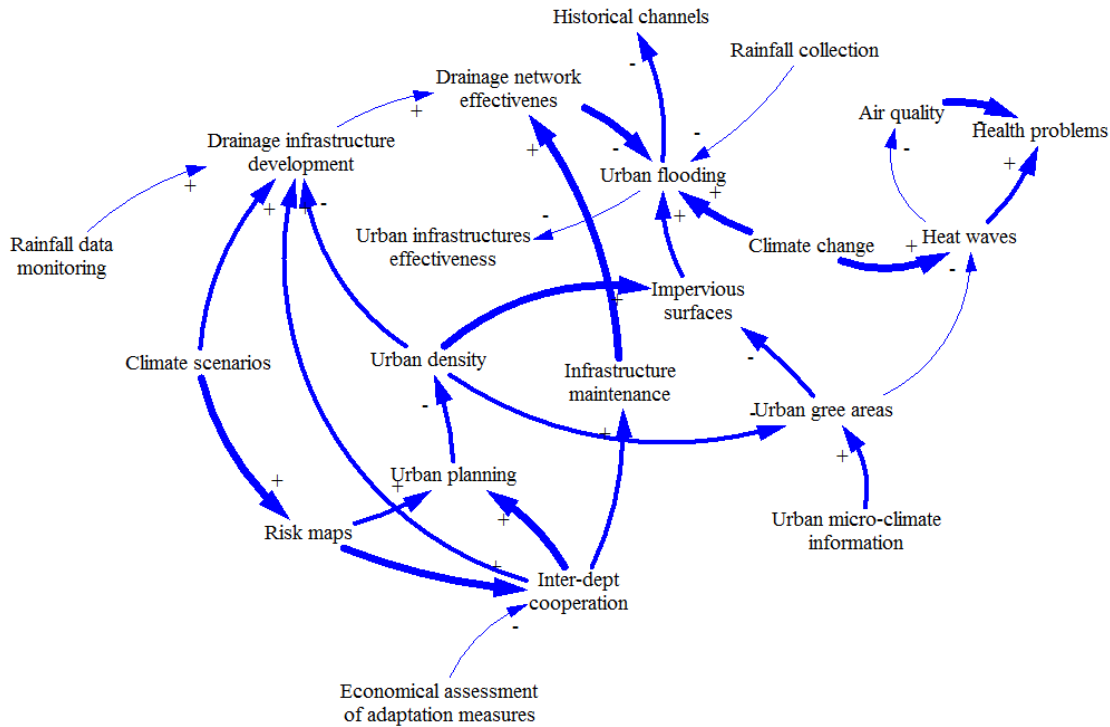 Historical channels
Rainfall collection
Drainage network
effectivenes
Air quality
Health problems
Drainage infrastructure
development
Urban flooding
Rainfall data
monitoring
Urban infrastructures
effectiveness
Climate change
Heat waves
Impervious
surfaces
Climate scenarios
Urban density
Infrastructure
maintenance
Urban gree areas
Urban planning
Risk maps
Urban micro-climate
information
Inter-dept
cooperation
Economical assessment
of adaptation measures